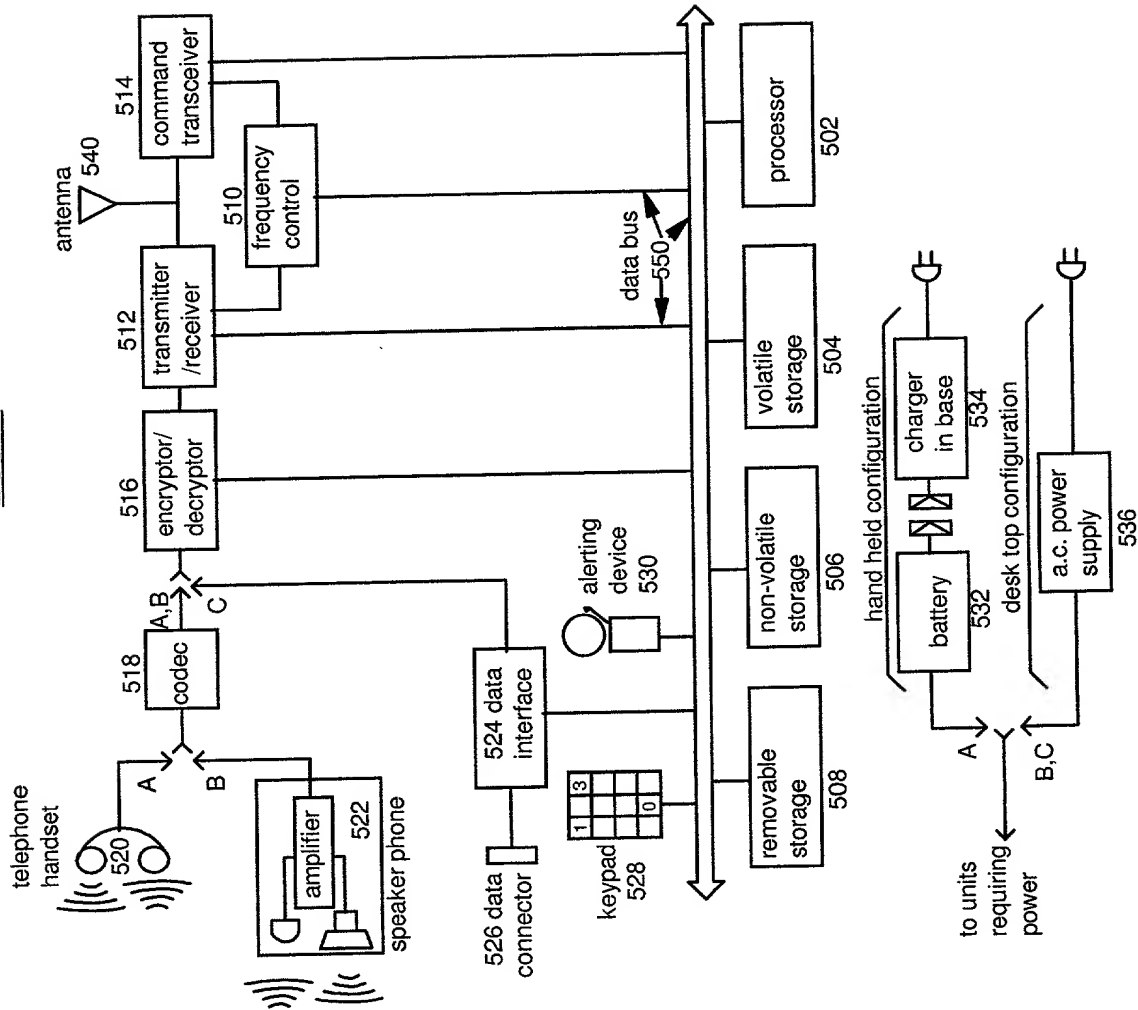 telephone
handset
520
A
B
amplifier
522
speaker phone
518
codec
A,B
C
516
encryptor/
decryptor
512
transmitter
/receiver
antenna
540
514
command
transceiver
510
frequency
control
526 data
connector
524 data
interface
keypad
528
1
3
0
alerting
device
530
data bus
550
removable
storage
508
non-volatile
storage
506
volatile
storage
504
processor
502
to units
requiring
power
A
B,C
hand held configuration
battery
532
charger
in base
534
desk top configuration
a.c. power
supply
536